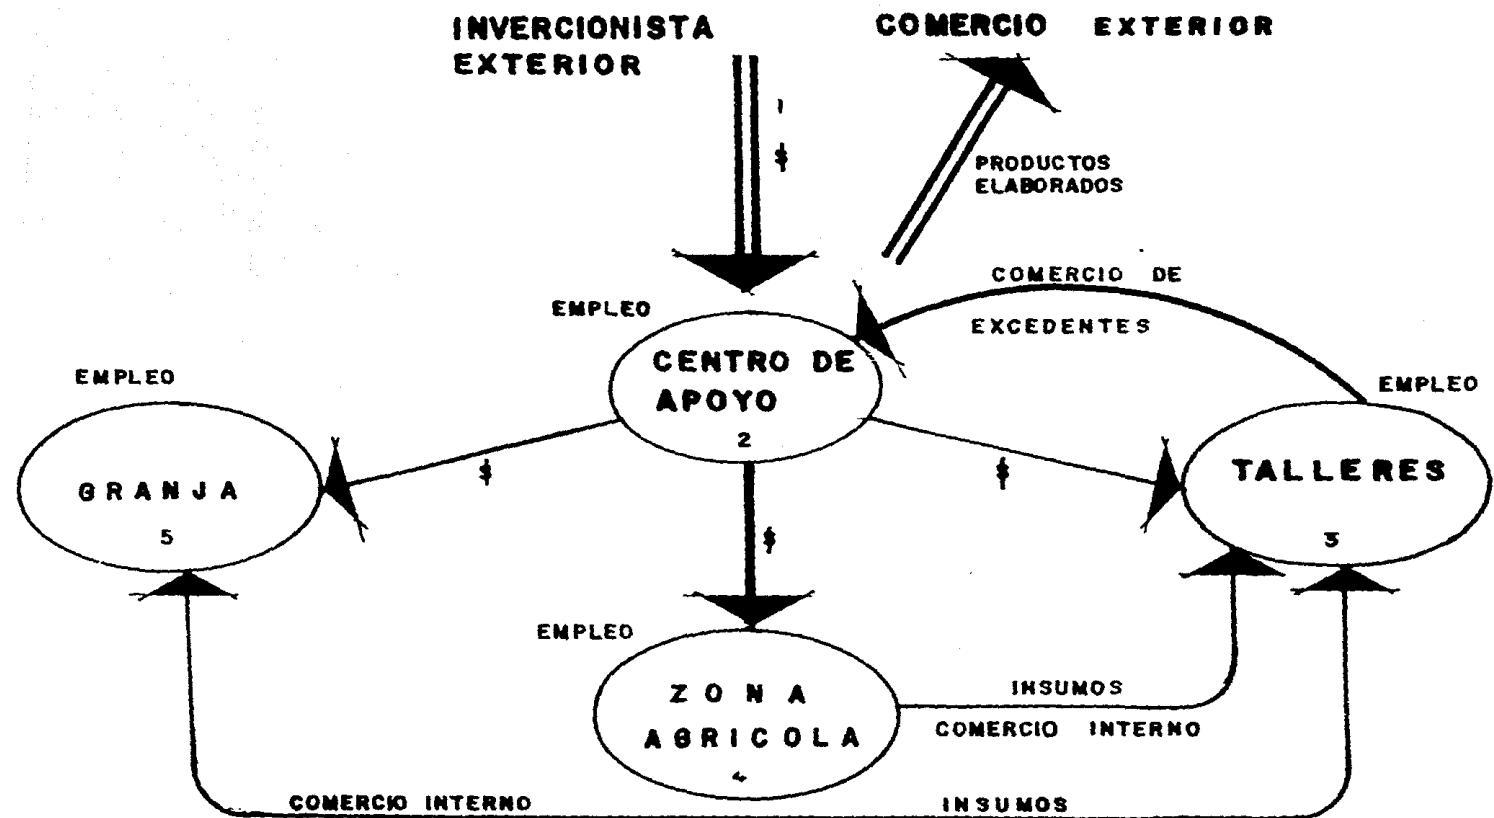 INVERCIONISTA
EXTERIOR
COMERCIO EXTERIOR
1
$
PRODUCTOS
ELABORADOS
COMERCIO DE
EXCEDENTES
EMPLEO
CENTRO DE
APOYO
2
EMPLEO
GRANJA
5
$
$
$
EMPLEO
TALLERES
3
EMPLEO
ZONA
AGRICOLA
4
INSUMOS
COMERCIO INTERNO
COMERCIO INTERNO
INSUMOS